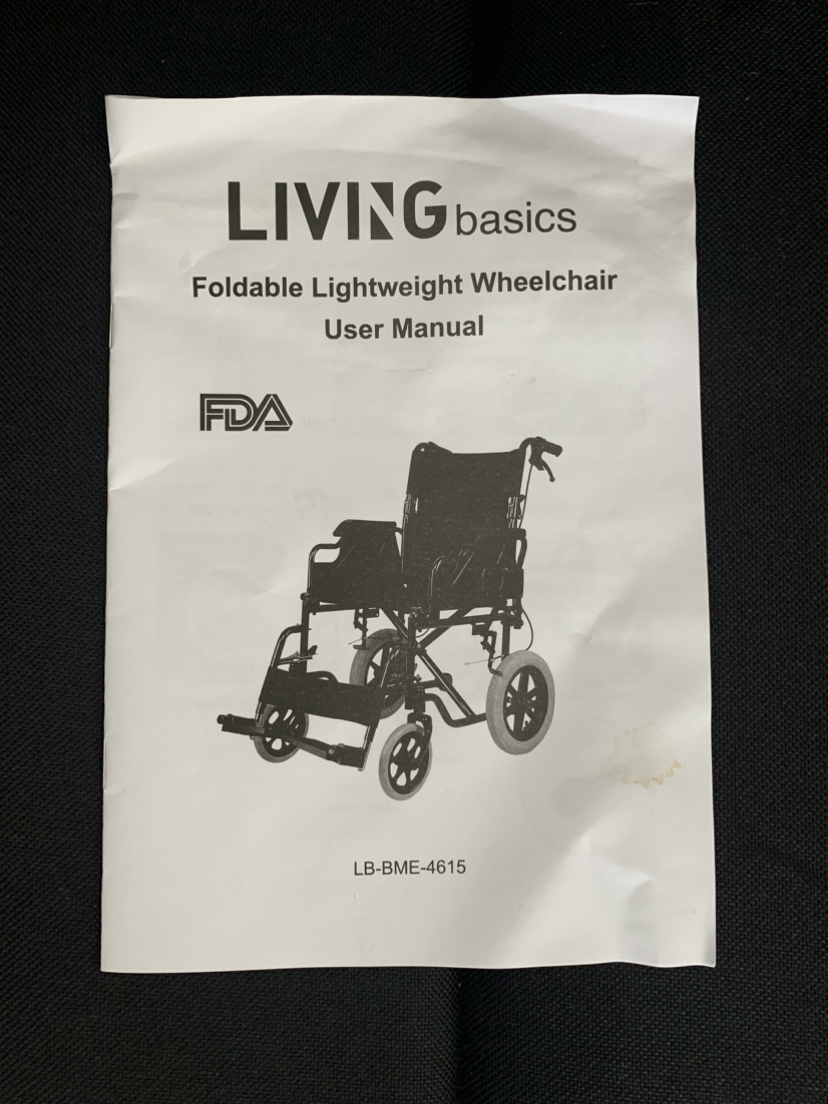 LIVING basics
Foldable Lightweight Wheelchair
User Manual
FDA
LB-BME-4615